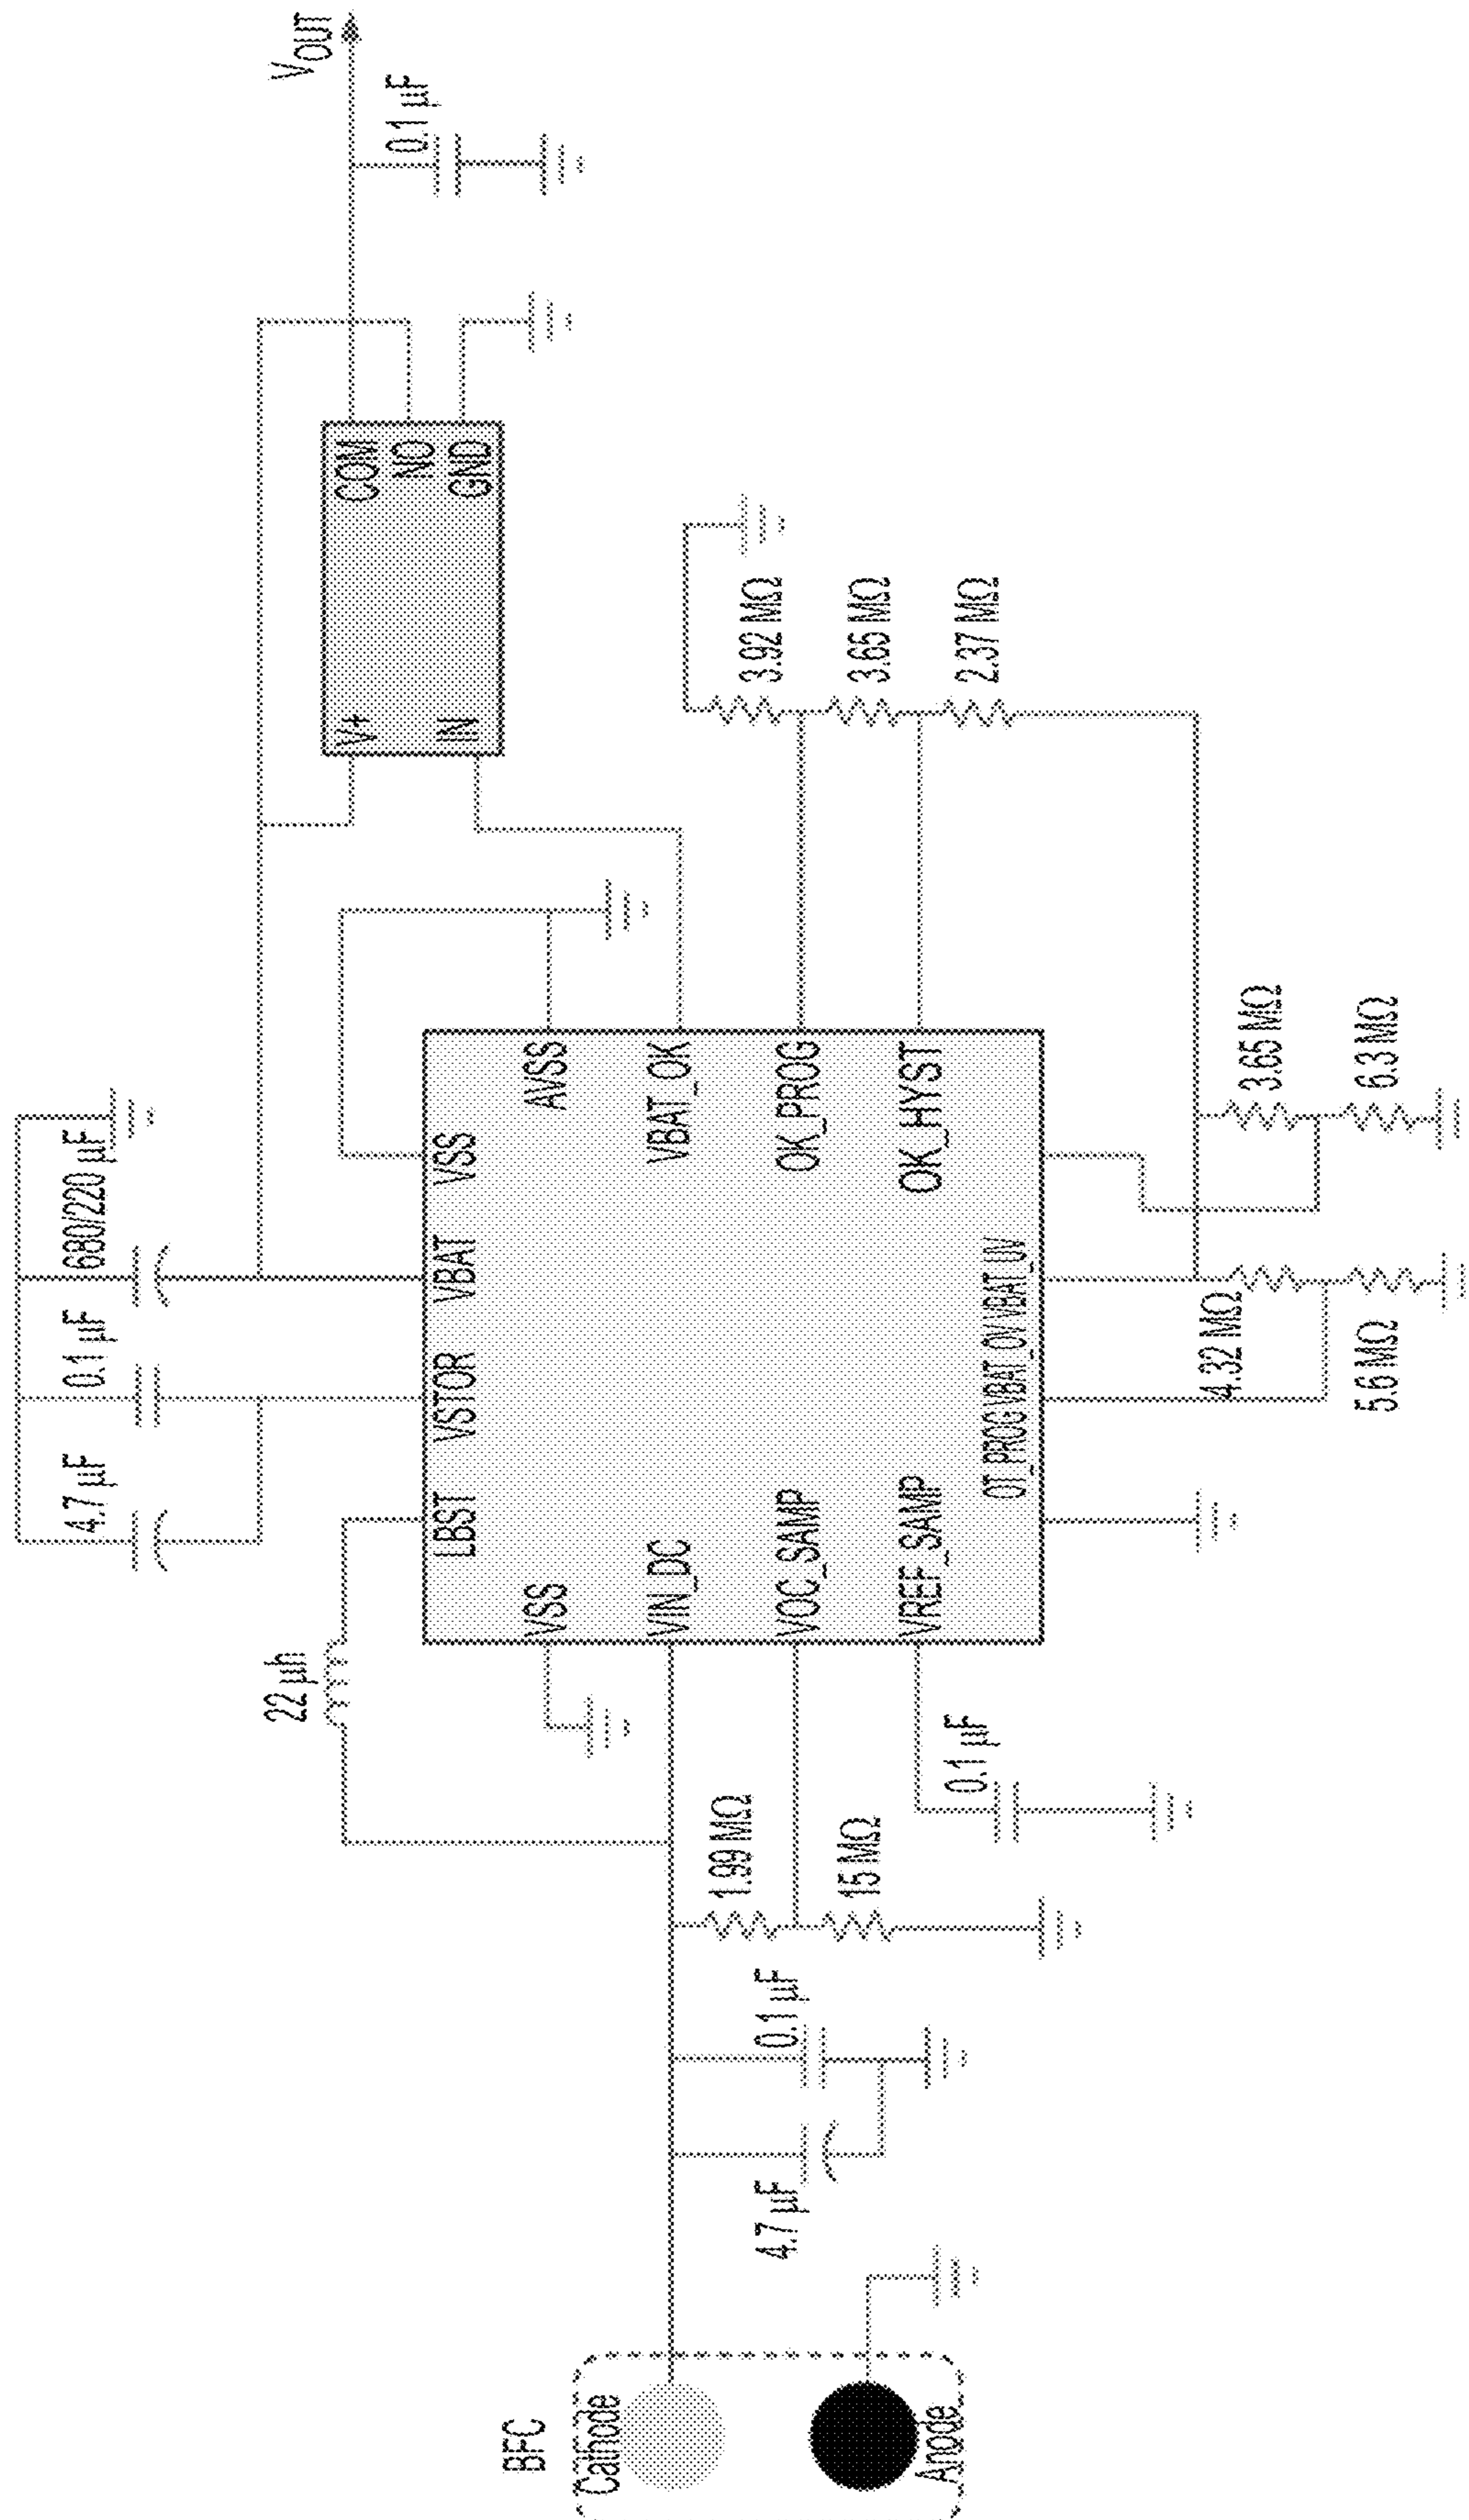 BFC
Cathode
Anode
4.7 µF
0.1 µF
1.99 MΩ
15 MΩ
0.1 µF
22 µh
4.7 µF
0.1 µF
680/220 µF
VSS
VIN_DC
VOC_SAMP
VREF_SAMP
LBST
VSTOR
VBAT
VSS
AVSS
VBAT_OK
OK_PROG
OK_HYST
OT_PROG VBAT_OV VBAT_UV
4.32 MΩ
5.6 MΩ
3.65 MΩ
6.3 MΩ
3.92 MΩ
3.65 MΩ
2.37 MΩ
V+
IN
COM
NO
GND
0.1 µF
VOUT